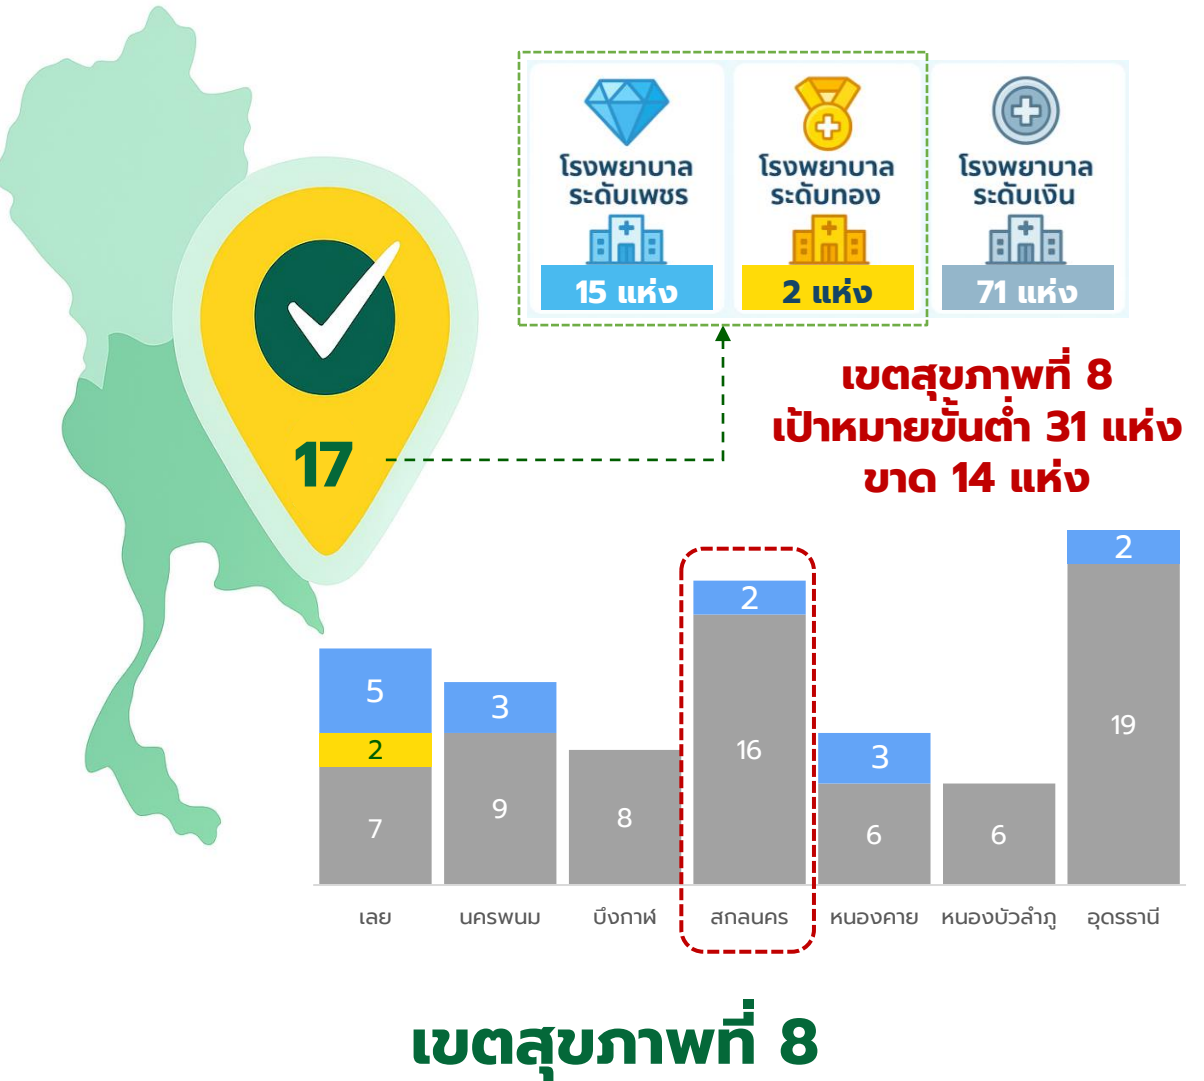 โรงพยาบาล
ระดับเพชร
15 แห่ง
โรงพยาบาล
ระดับทอง
2 แห่ง
โรงพยาบาล
ระดับเงิน
71 แห่ง
17
เขตสุขภาพที่ 8
เป้าหมายขั้นต่ำ 31 แห่ง
ขาด 14 แห่ง
5
2
7
3
9
8
2
16
3
6
6
2
19
เลย
นครพนม
บึงกาฬ
สกลนคร
หนองคาย
หนองบัวลำภู
อุดรธานี
เขตสุขภาพที่ 8